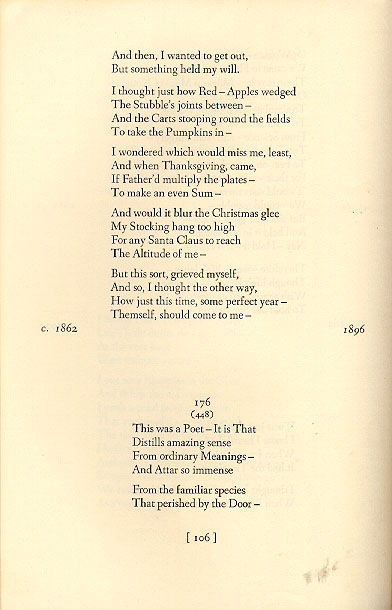 And then, I wanted to get out,
But something held my will.
I thought just how Red – Apples wedged
The Stubble's joints between –
And the Carts stooping round the fields
To take the Pumpkins in –
I wondered which would miss me, least,
And when Thanksgiving, came,
If Father'd multiply the plates –
To make an even Sum –
And would it blur the Christmas glee
My Stocking hang too high
For any Santa Claus to reach
The Altitude of me –
But this sort, grieved myself,
And so, I thought the other way,
How just this time, some perfect year –
Themself, should come to me –
c. 1862 1896
176
(448)
This was a Poet – It is That
Distills amazing sense
From ordinary Meanings –
And Attar so immense
From the familiar species
That perished by the Door –
[ 106 ]